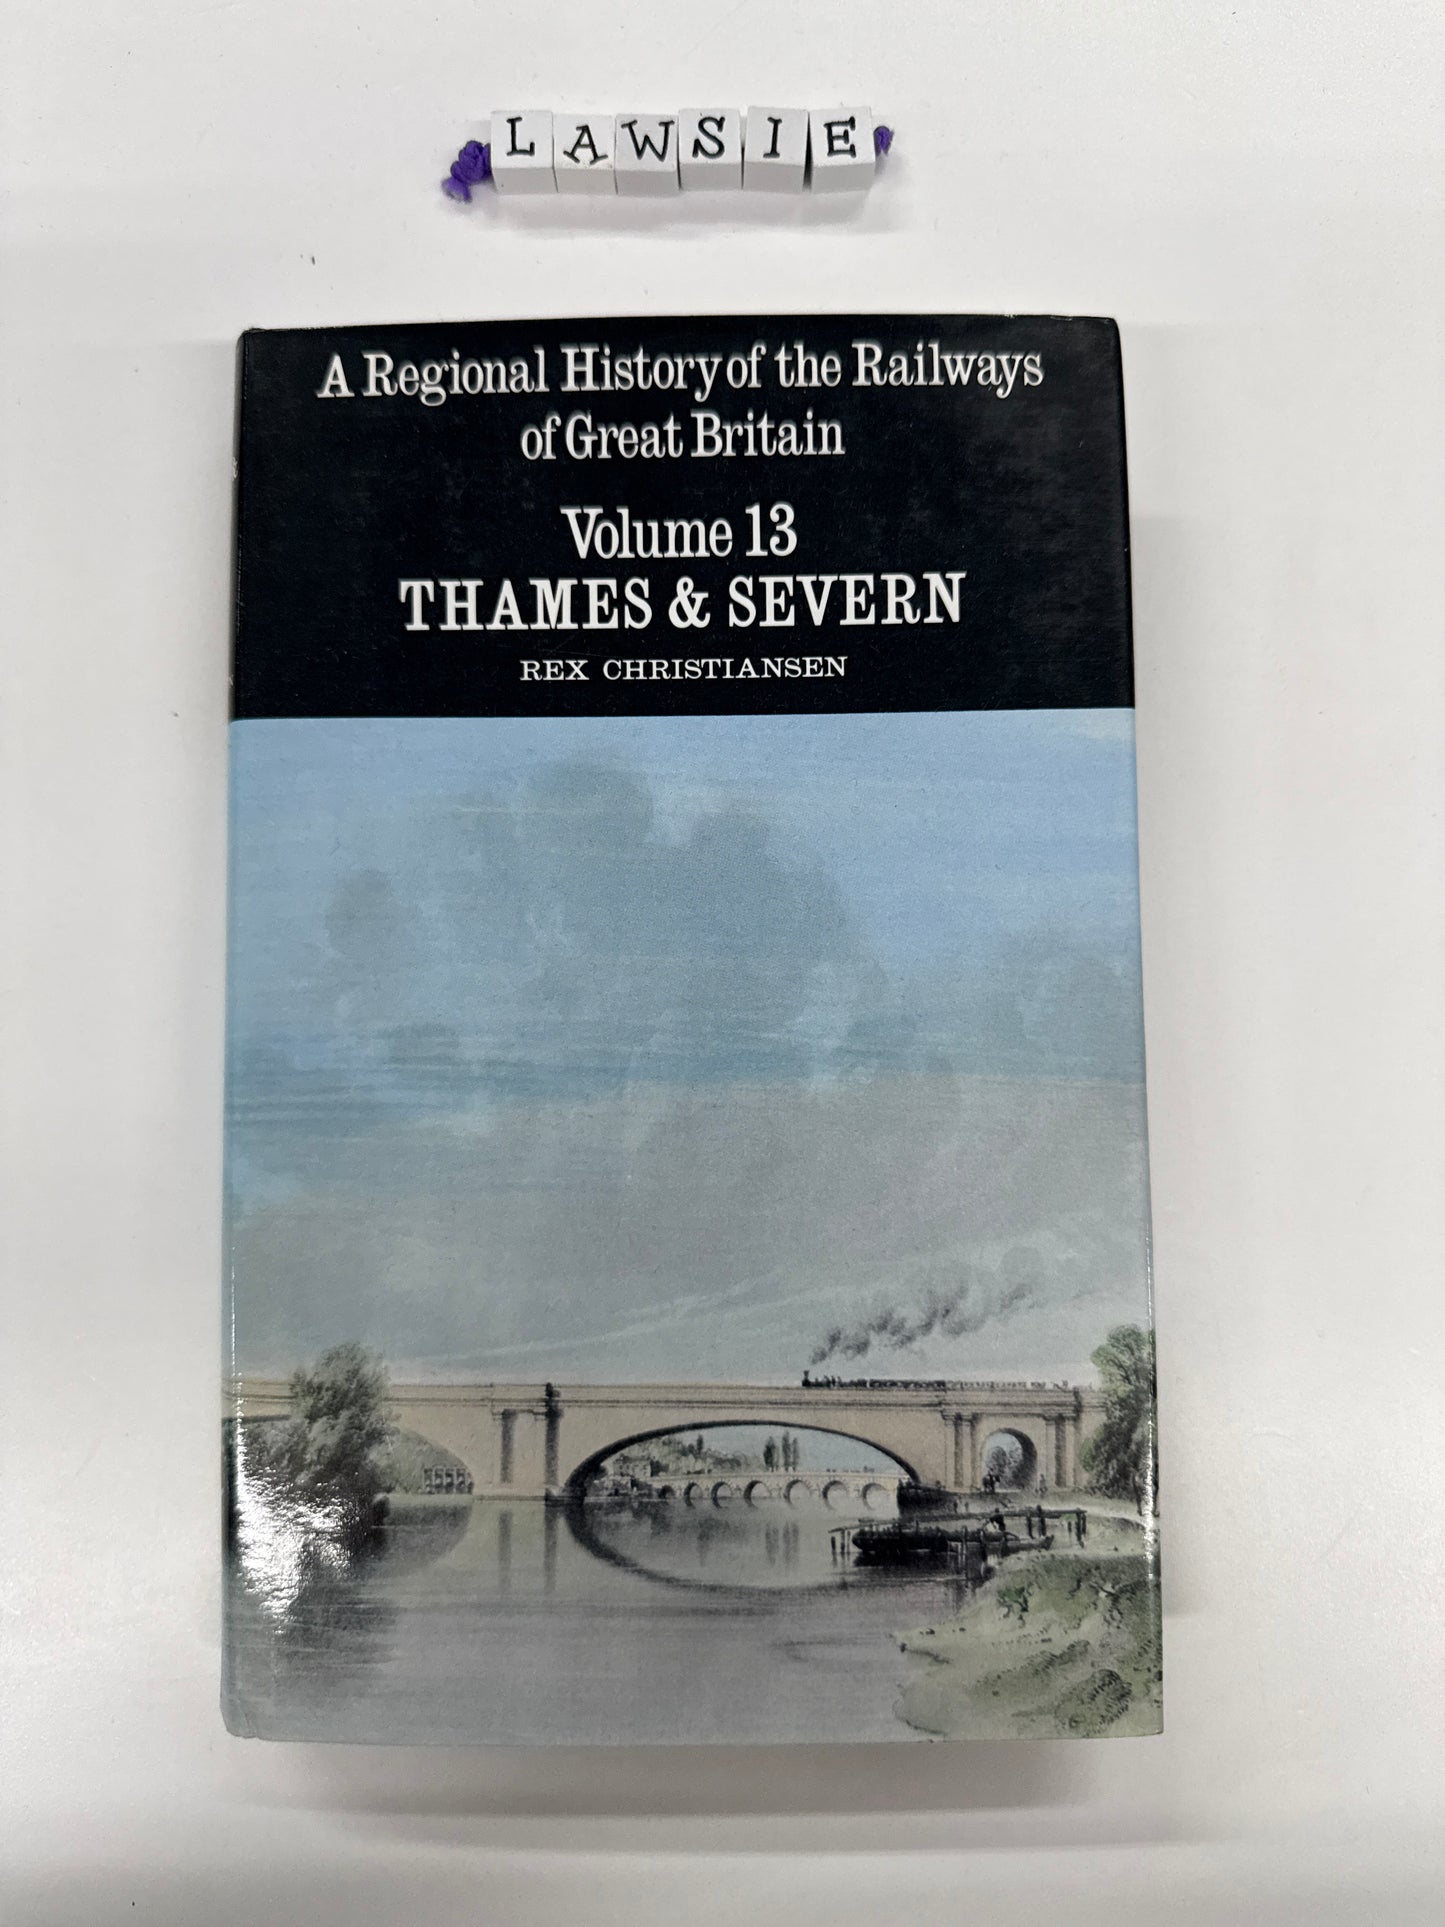 LAWSIE
A Regional History of the Railways
of Great Britain
Volume 13
THAMES & SEVERN
REX CHRISTIANSEN